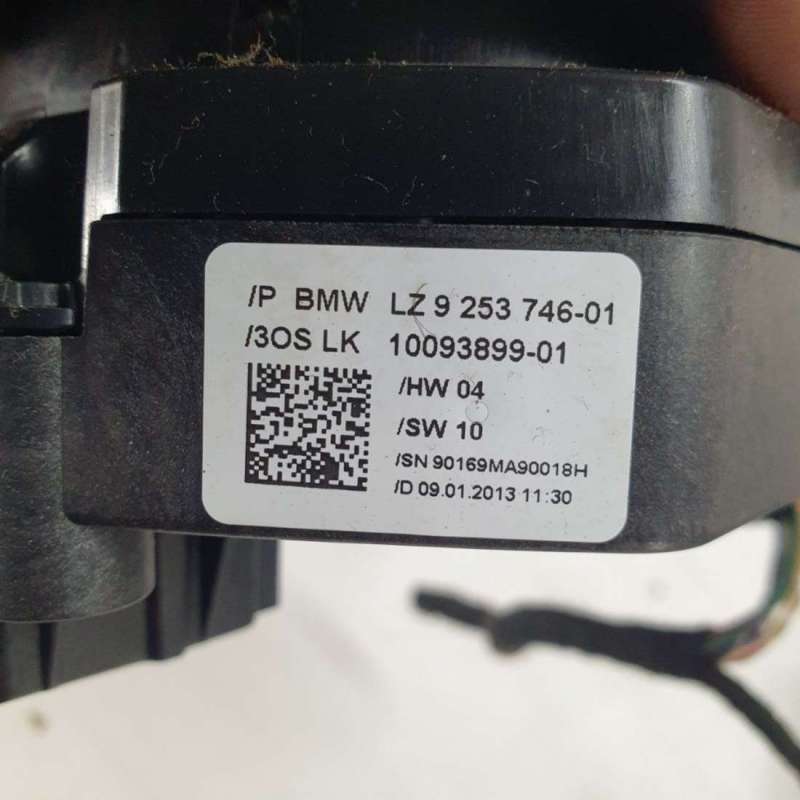 /P BMW LZ 9 253 746-01
/3OS LK 10093899-01
/HW 04
/SW 10
/SN 90169MA90018H
/D 09.01.2013 11:30